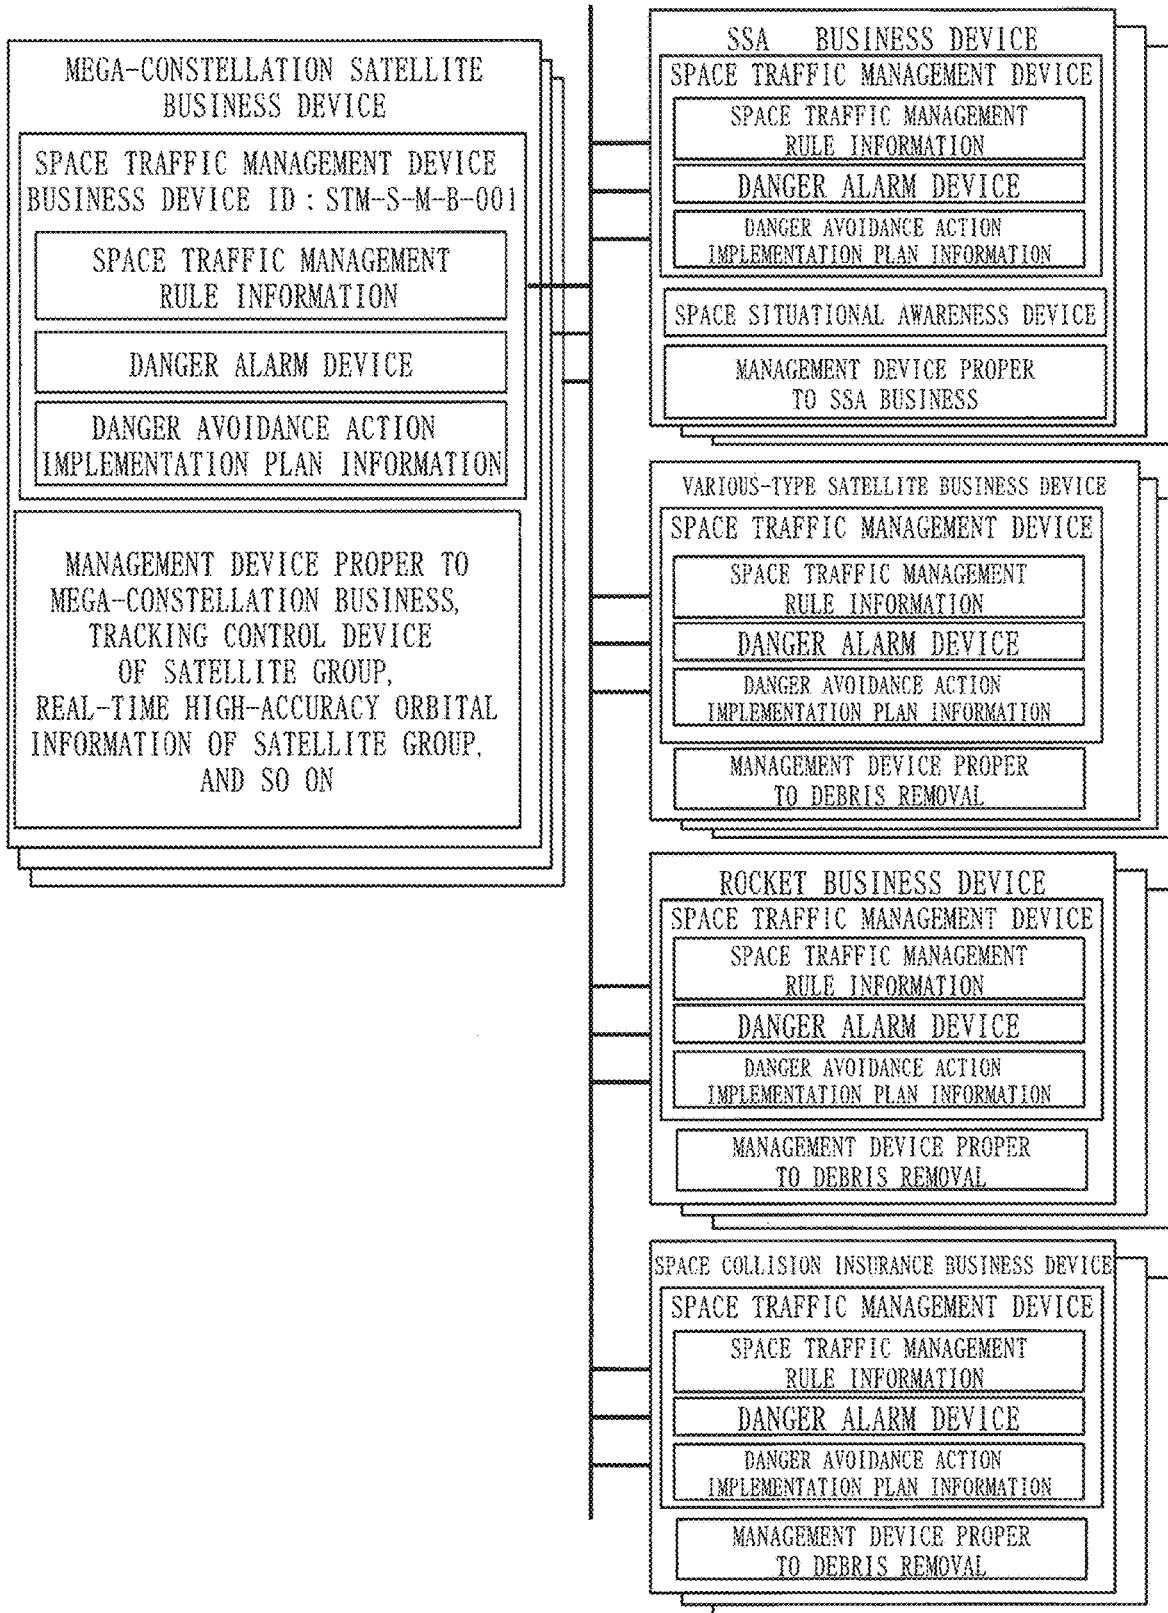 MEGA-CONSTELLATION SATELLITE
BUSINESS DEVICE
SPACE TRAFFIC MANAGEMENT DEVICE
BUSINESS DEVICE ID : STM-S-M-B-001
SPACE TRAFFIC MANAGEMENT
RULE INFORMATION
DANGER ALARM DEVICE
DANGER AVOIDANCE ACTION
IMPLEMENTATION PLAN INFORMATION
MANAGEMENT DEVICE PROPER TO
MEGA-CONSTELLATION BUSINESS,
TRACKING CONTROL DEVICE
OF SATELLITE GROUP,
REAL-TIME HIGH-ACCURACY ORBITAL
INFORMATION OF SATELLITE GROUP,
AND SO ON
SSA BUSINESS DEVICE
SPACE TRAFFIC MANAGEMENT DEVICE
SPACE TRAFFIC MANAGEMENT
RULE INFORMATION
DANGER ALARM DEVICE
DANGER AVOIDANCE ACTION
IMPLEMENTATION PLAN INFORMATION
SPACE SITUATIONAL AWARENESS DEVICE
MANAGEMENT DEVICE PROPER
TO SSA BUSINESS
VARIOUS-TYPE SATELLITE BUSINESS DEVICE
SPACE TRAFFIC MANAGEMENT DEVICE
SPACE TRAFFIC MANAGEMENT
RULE INFORMATION
DANGER ALARM DEVICE
DANGER AVOIDANCE ACTION
IMPLEMENTATION PLAN INFORMATION
MANAGEMENT DEVICE PROPER
TO DEBRIS REMOVAL
ROCKET BUSINESS DEVICE
SPACE TRAFFIC MANAGEMENT DEVICE
SPACE TRAFFIC MANAGEMENT
RULE INFORMATION
DANGER ALARM DEVICE
DANGER AVOIDANCE ACTION
IMPLEMENTATION PLAN INFORMATION
MANAGEMENT DEVICE PROPER
TO DEBRIS REMOVAL
SPACE COLLISION INSURANCE BUSINESS DEVICE
SPACE TRAFFIC MANAGEMENT DEVICE
SPACE TRAFFIC MANAGEMENT
RULE INFORMATION
DANGER ALARM DEVICE
DANGER AVOIDANCE ACTION
IMPLEMENTATION PLAN INFORMATION
MANAGEMENT DEVICE PROPER
TO DEBRIS REMOVAL